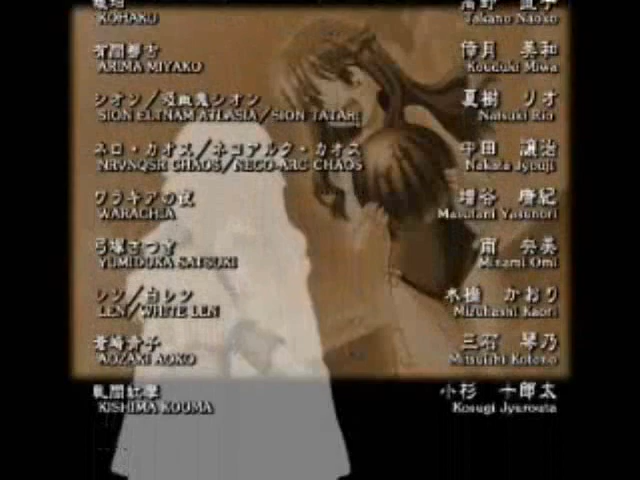 琥珀 高野 直子
KOHAKU Takano Naoko
有間都古 倖月 美和
ARIMA MIYAKO Kouduki Miwa
シオン／吸血鬼シオン 夏樹 リオ
SION ELTNAM ATLASIA／SION TATARI Natsuki Rio
ネロ・カオス／ネコアルク・カオス 中田 譲治
NRVNQSR CHAOS／NECO-ARC CHAOS Nakata Jyouji
ワラキアの夜 増谷 康紀
WARACHIA Masutani Yasunori
弓塚さつき 南 央美
YUMIDUKA SATSUKI Minami Omi
レン／白レン 水橋 かおり
LEN／WHITE LEN Mizuhashi Kaori
蒼崎青子 三石 琴乃
AOZAKI AOKO Mitsuishi Kotono
軋間紅摩 小杉 十郎太
KISHIMA KOUMA Kosugi Jyurouta